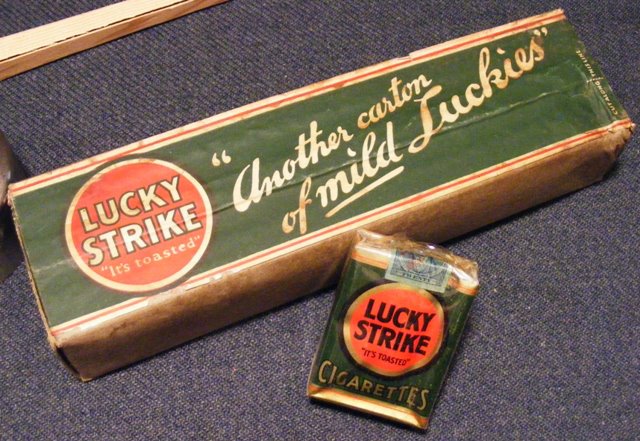 LUCKY
STRIKE
"It's toasted"
"Another carton
of mild Luckies"
LUCKY
STRIKE
"IT'S TOASTED"
CIGARETTES